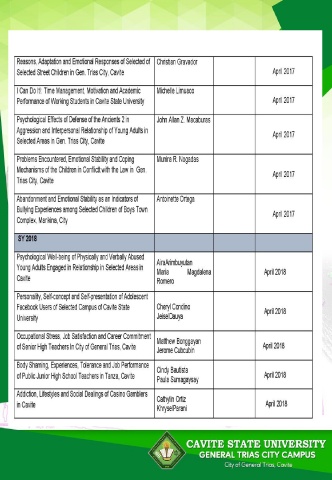 Reasons, Adaptation and Emotional Responses of Selected of
Selected Street Children in Gen. Trias City, Cavite
Christian Gravador
April 2017
I Can Do It! Time Management, Motivation and Academic
Performance of Working Students in Cavite State University
Michelle Limuaco
April 2017
Psychological Effects of Defense of the Ancients 2 in
Aggression and Interpersonal Relationship of Young Adults in
Selected Areas in Gen. Trias City, Cavite
John Allan Z. Macabunas
April 2017
Problems Encountered, Emotional Stability and Coping
Mechanisms of the Children in Conflict with the Law in Gen.
Trias City, Cavite
Munira R. Nogadas
April 2017
Abandonment and Emotional Stability as an Indicators of
Bullying Experiences among Selected Children of Boys Town
Complex, Marikina, City
Antoinette Ortega
April 2017
SY 2018
Psychological Well-being of Physically and Verbally Abused
Young Adults Engaged in Relationship in Selected Areas in
Cavite
AiraArimbuyutan
Maria Magdalena
Romero
April 2018
Personality, Self-concept and Self-presentation of Adolescent
Facebook Users of Selected Campus of Cavite State
University
Cheryl Concino
JeiselCauya
April 2018
Occupational Stress, Job Satisfaction and Career Commitment
of Senior High Teachers in City of General Trias, Cavite
Matthew Bonggayan
Jerome Cabcubin
April 2018
Body Shaming, Experiences, Tolerance and Job Performance
of Public Junior High School Teachers in Tanza, Cavite
Cindy Bautista
Paula Sumagaysay
April 2018
Addiction, Lifestyles and Social Dealings of Casino Gamblers
in Cavite
Cathylin Ortiz
KhryselParani
April 2018
CAVITE STATE UNIVERSITY
GENERAL TRIAS CITY CAMPUS
City of General Trias, Cavite